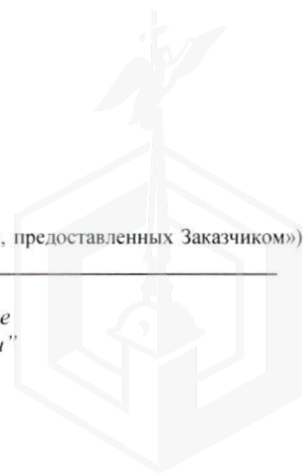 , предоставленных Заказчиком»)
е
и”